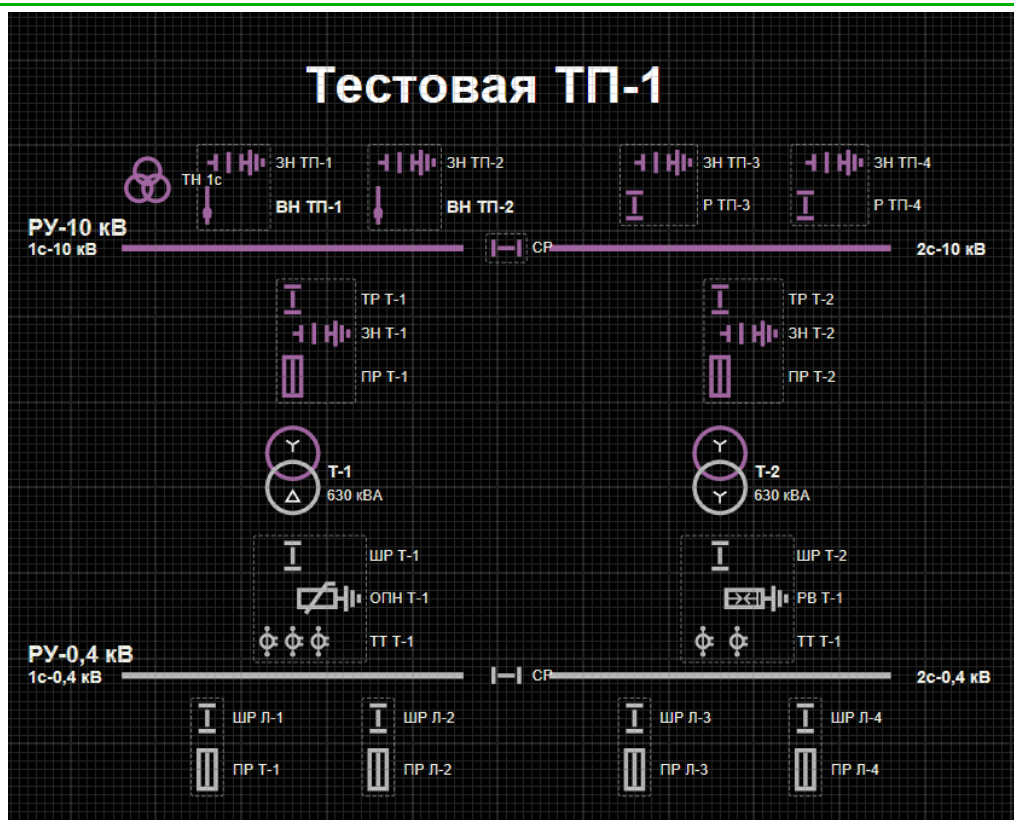 Тестовая ТП-1
ЗН ТП-1
ЗН ТП-2
ЗН ТП-3
ЗН ТП-4
ТН 1с
ВН ТП-1
ВН ТП-2
Р ТП-3
Р ТП-4
РУ-10 кВ
1с-10 кВ
СР
2с-10 кВ
ТР Т-1
ТР Т-2
ЗН Т-1
ЗН Т-2
ПР Т-1
ПР Т-2
Т-1
630 кВА
Т-2
630 кВА
ШР Т-1
ШР Т-2
ОПН Т-1
РВ Т-1
ТТ Т-1
ТТ Т-1
РУ-0,4 кВ
1с-0,4 кВ
СР
2с-0,4 кВ
ШР Л-1
ШР Л-2
ШР Л-3
ШР Л-4
ПР Т-1
ПР Л-2
ПР Л-3
ПР Л-4